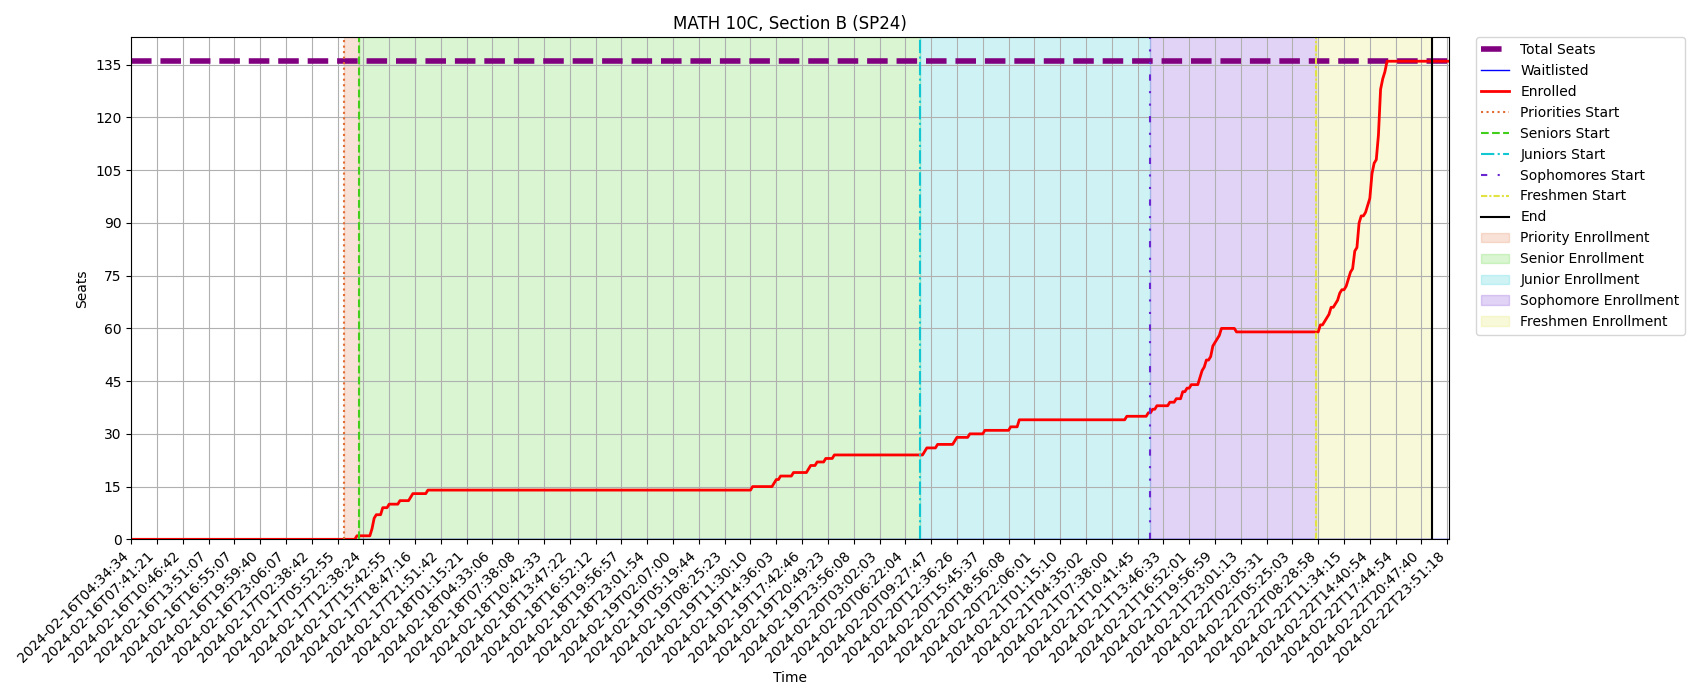 MATH 10C, Section B (SP24)
Seats
135
120
105
90
75
60
45
30
15
0
2024-02-16T04:34:34
2024-02-16T07:41:21
2024-02-16T10:46:42
2024-02-16T13:51:07
2024-02-16T16:55:07
2024-02-16T19:59:40
2024-02-16T23:06:07
2024-02-17T02:38:42
2024-02-17T05:52:55
2024-02-17T12:38:24
2024-02-17T15:42:55
2024-02-17T18:47:16
2024-02-17T21:51:42
2024-02-18T01:15:21
2024-02-18T04:33:06
2024-02-18T07:38:08
2024-02-18T10:42:33
2024-02-18T13:47:22
2024-02-18T16:52:12
2024-02-18T19:56:57
2024-02-18T23:01:54
2024-02-19T02:07:00
2024-02-19T05:19:44
2024-02-19T08:25:23
2024-02-19T11:30:10
2024-02-19T14:36:03
2024-02-19T17:42:46
2024-02-19T20:49:23
2024-02-19T23:56:08
2024-02-20T03:02:03
2024-02-20T06:22:04
2024-02-20T09:27:47
2024-02-20T12:36:26
2024-02-20T15:45:37
2024-02-20T18:56:08
2024-02-20T22:06:01
2024-02-21T01:15:10
2024-02-21T04:35:02
2024-02-21T07:38:00
2024-02-21T10:41:45
2024-02-21T13:46:33
2024-02-21T16:52:01
2024-02-21T19:56:59
2024-02-21T23:01:13
2024-02-22T02:05:31
2024-02-22T05:25:03
2024-02-22T08:28:58
2024-02-22T11:34:15
2024-02-22T14:40:54
2024-02-22T17:44:54
2024-02-22T20:47:40
2024-02-22T23:51:18
Time
Total Seats
Waitlisted
Enrolled
Priorities Start
Seniors Start
Juniors Start
Sophomores Start
Freshmen Start
End
Priority Enrollment
Senior Enrollment
Junior Enrollment
Sophomore Enrollment
Freshmen Enrollment